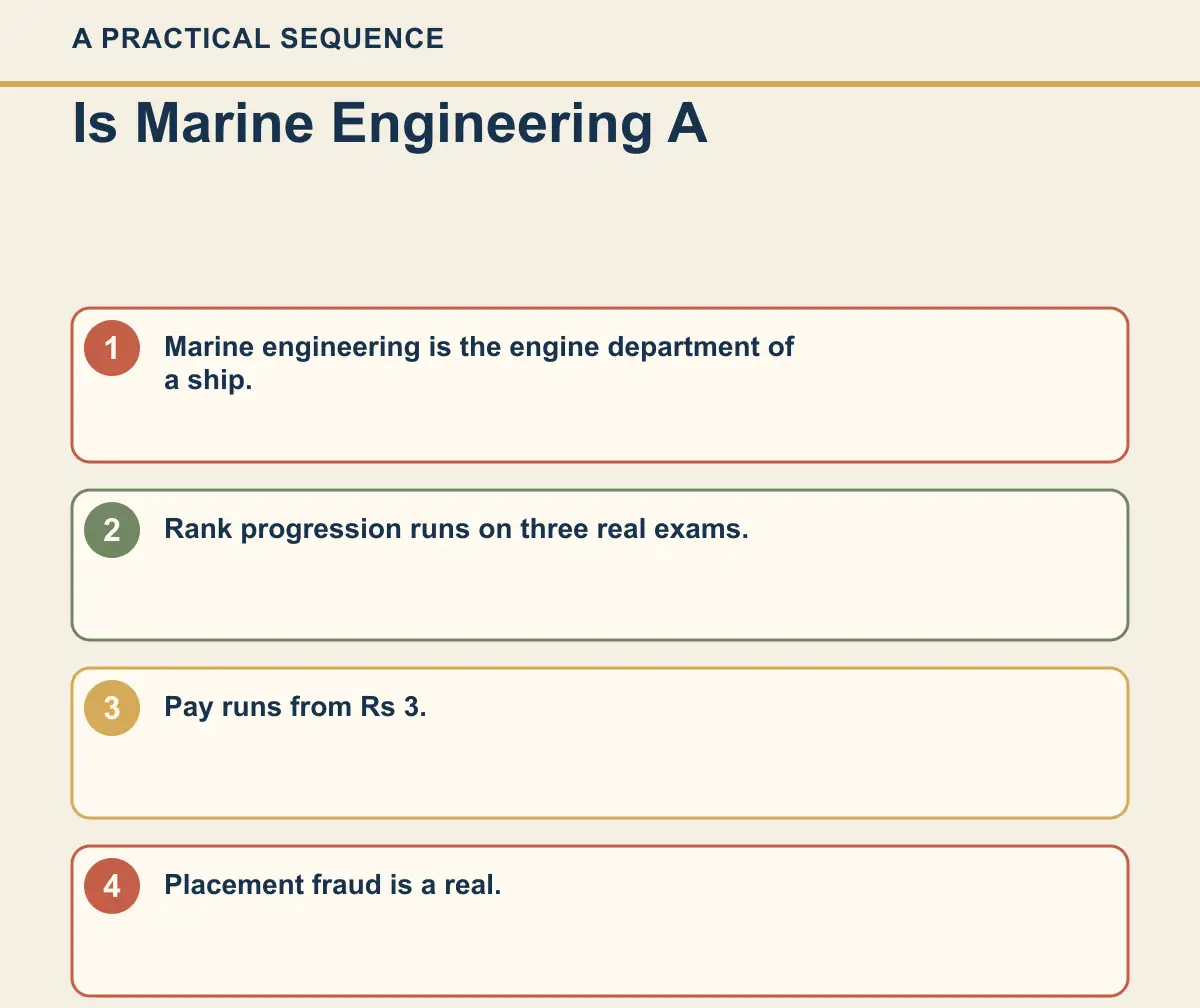 A PRACTICAL SEQUENCE
Is Marine Engineering A
1
Marine engineering is the engine department of
a ship.
2
Rank progression runs on three real exams.
3
Pay runs from Rs 3.
4
Placement fraud is a real.